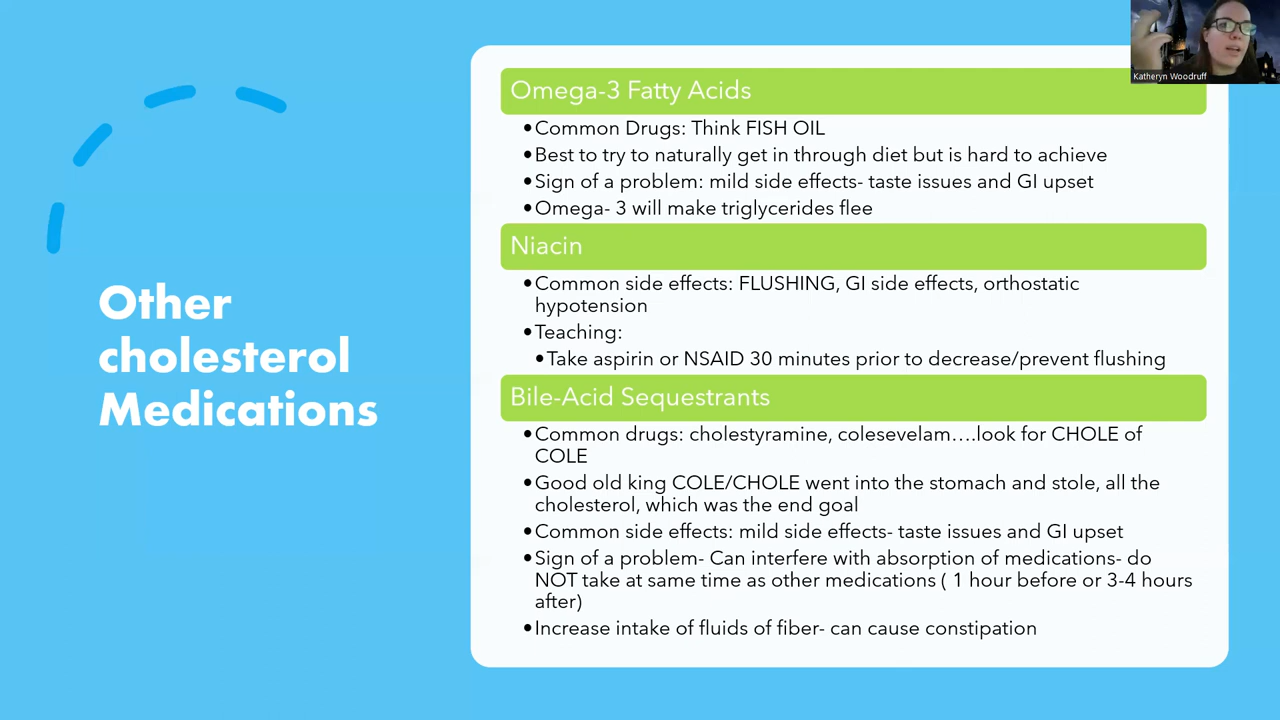 Other
cholesterol
Medications
Omega-3 Fatty Acids
•Common Drugs: Think FISH OIL
•Best to try to naturally get in through diet but is hard to achieve
•Sign of a problem: mild side effects- taste issues and GI upset
•Omega- 3 will make triglycerides flee
Niacin
•Common side effects: FLUSHING, GI side effects, orthostatic
hypotension
•Teaching:
•Take aspirin or NSAID 30 minutes prior to decrease/prevent flushing
Bile-Acid Sequestrants
•Common drugs: cholestyramine, colesevelam….look for CHOLE of
COLE
•Good old king COLE/CHOLE went into the stomach and stole, all the
cholesterol, which was the end goal
•Common side effects: mild side effects- taste issues and GI upset
•Sign of a problem- Can interfere with absorption of medications- do
NOT take at same time as other medications ( 1 hour before or 3-4 hours
after)
•Increase intake of fluids of fiber- can cause constipation
Katheryn Woodruff